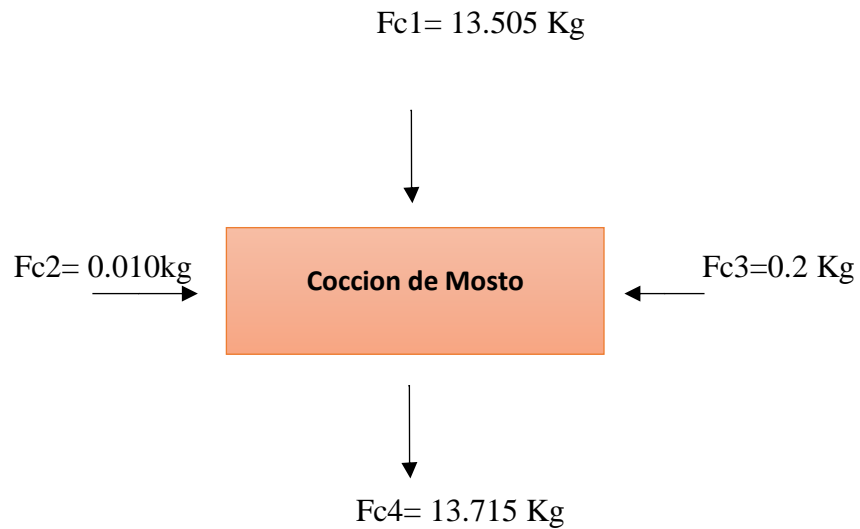 Fc1= 13.505 Kg
Fc2= 0.010kg
Coccion de Mosto
Fc3=0.2 Kg
Fc4= 13.715 Kg